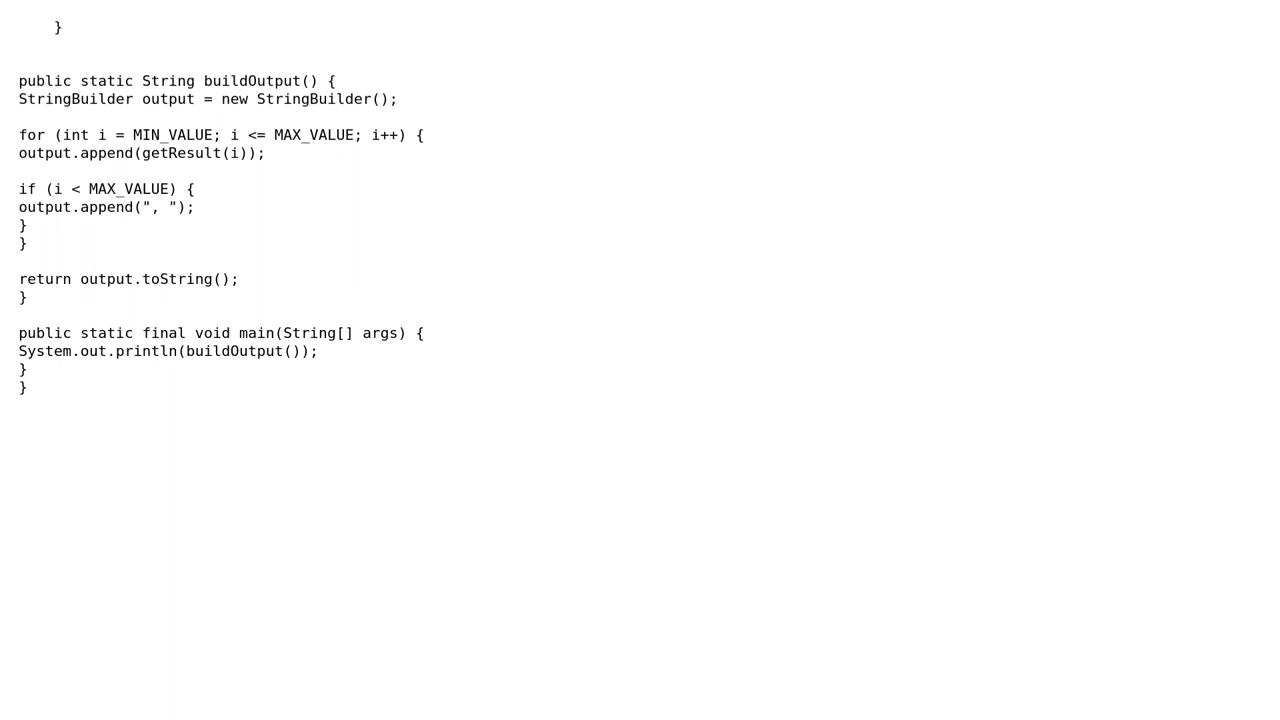 }
public static String buildOutput() {
StringBuilder output = new StringBuilder();
for (int i = MIN_VALUE; i <= MAX_VALUE; i++) {
output.append(getResult(i));
if (i < MAX_VALUE) {
output.append(", ");
}
}
return output.toString();
}
public static final void main(String[] args) {
System.out.println(buildOutput());
}
}